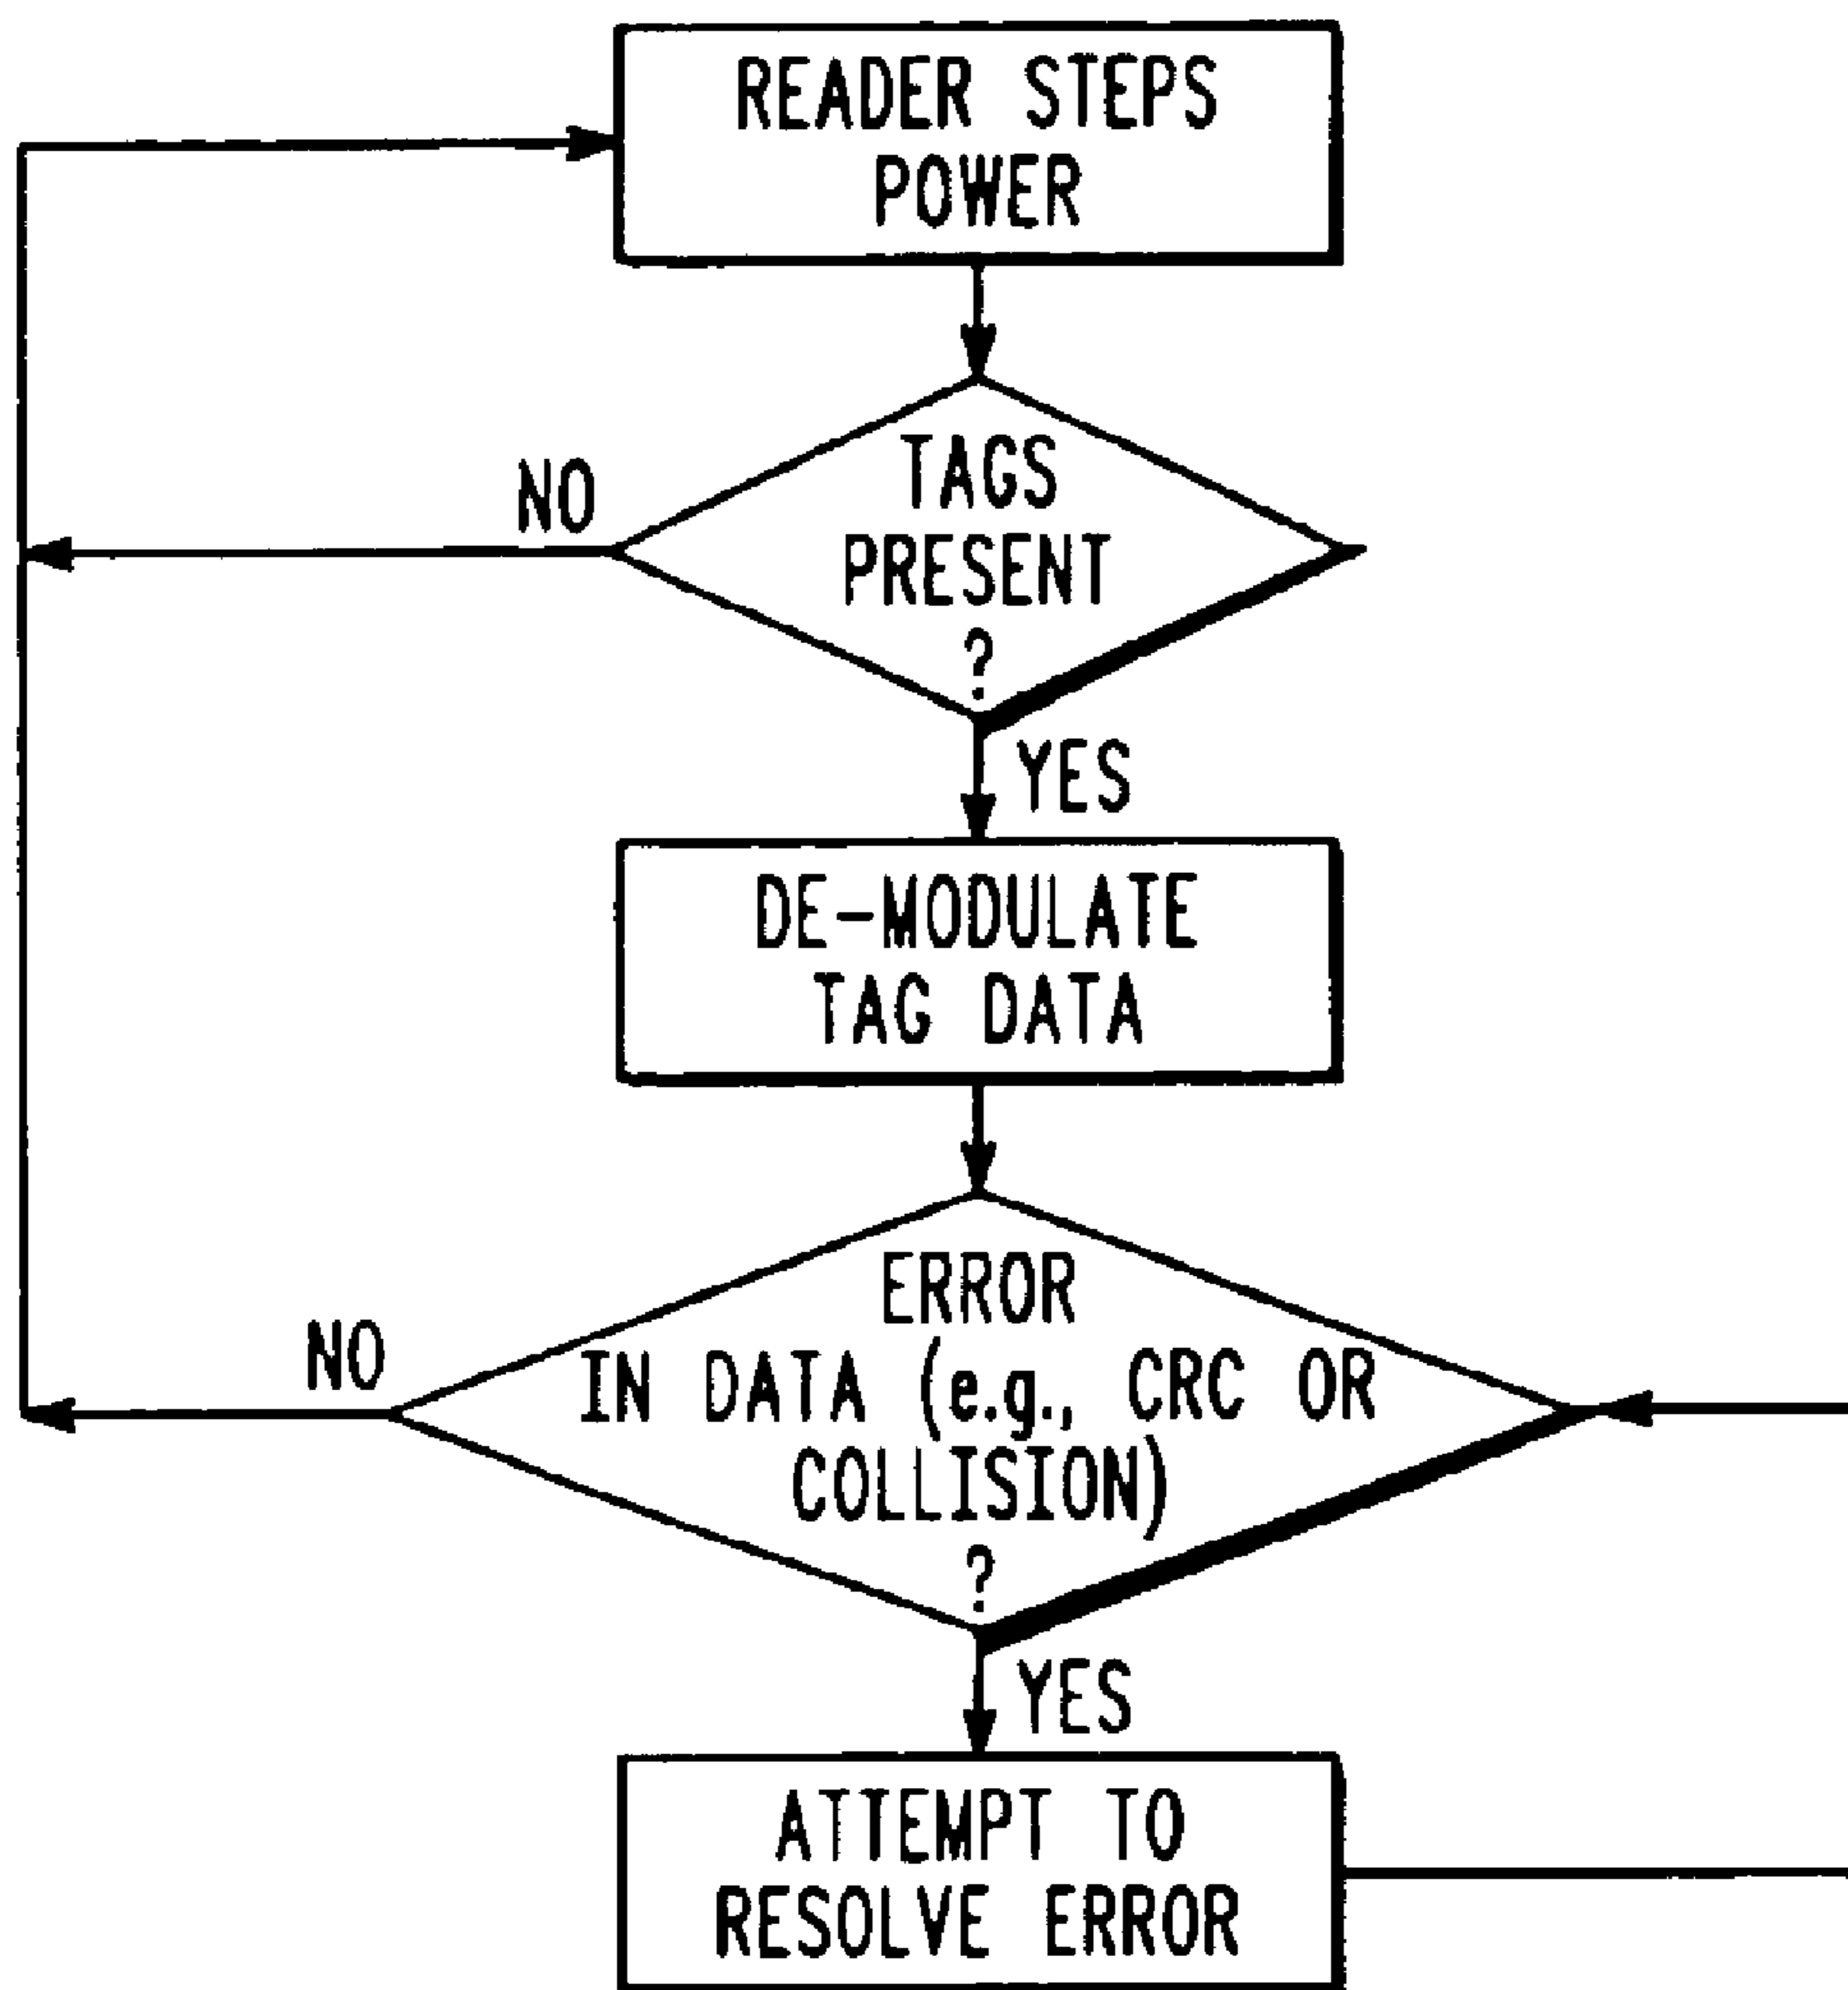 READER STEPS
POWER
TAGS
PRESENT
?
NO
YES
DE-MODULATE
TAG DATA
ERROR
IN DATA (e.g., CRC OR
COLLISION)
?
NO
YES
ATTEMPT TO
RESOLVE ERROR